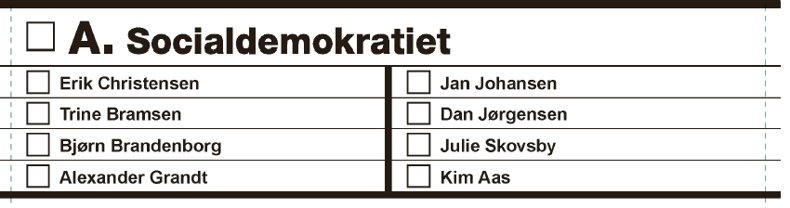 A. Socialdemokratiet
Erik Christensen
Trine Bramsen
Bjørn Brandenborg
Alexander Grandt
Jan Johansen
Dan Jørgensen
Julie Skovsby
Kim Aas